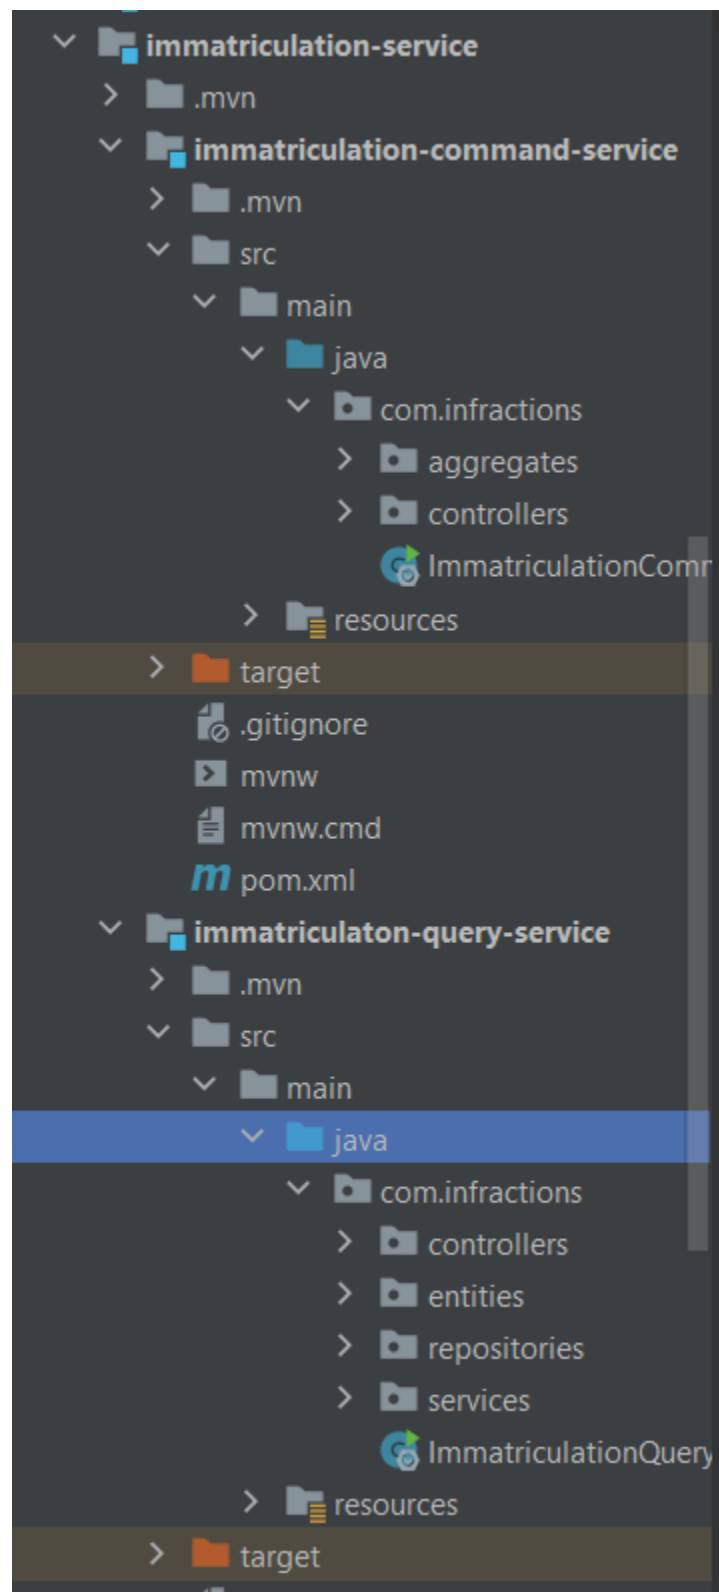 immatriculation-service
.mvn
immatriculation-command-service
.mvn
src
main
java
com.infractions
aggregates
controllers
ImmatriculationComm
resources
target
.gitignore
mvnw
mvnw.cmd
m pom.xml
immatriculaton-query-service
.mvn
src
main
java
com.infractions
controllers
entities
repositories
services
ImmatriculationQuery
resources
target